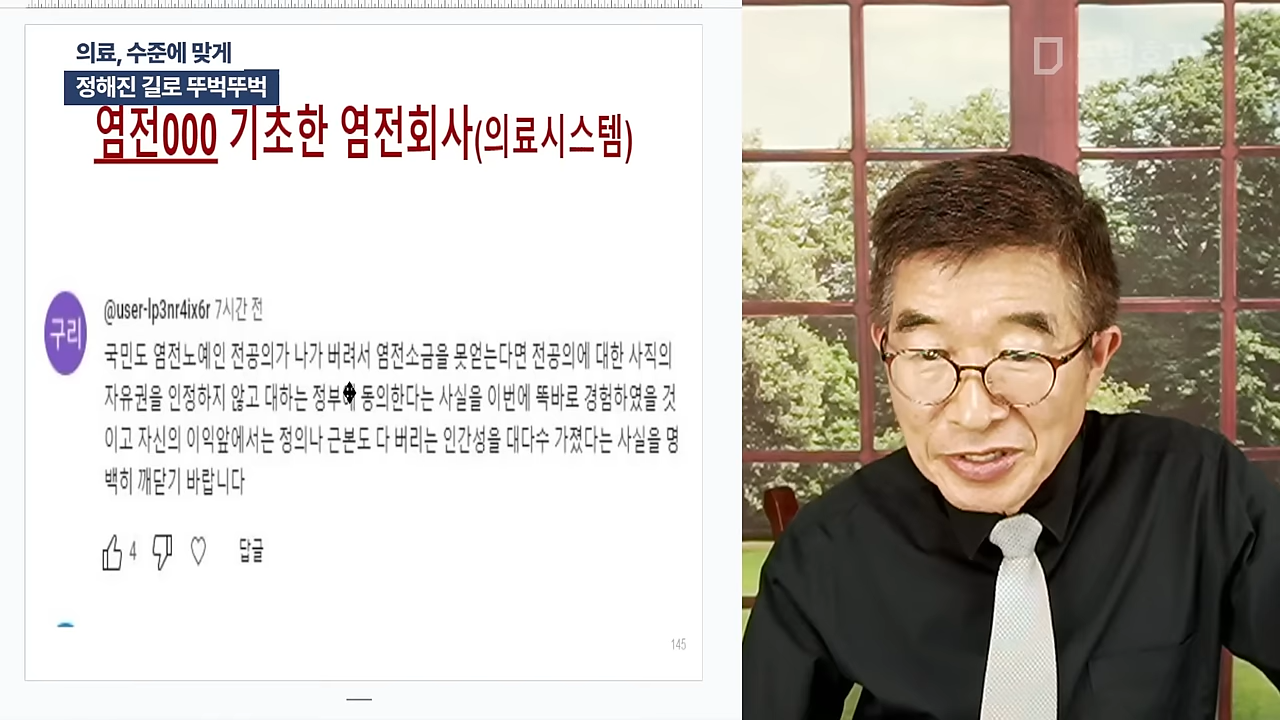 의료, 수준에 맞게
정해진 길로 뚜벅뚜벅
염전000 기초한 염전회사(의료시스템)
구리
@user-lp3nr4ix6r 7시간 전
국민도 염전노예인 전공의가 나가 버려서 염전소금을 못얻는다면 전공의에 대한 사직의
자유권을 인정하지 않고 대하는 정부에 동의한다는 사실을 이번에 똑바로 경험하였을 것
이고 자신의 이익앞에서는 정의나 근본도 다 버리는 인간성을 대다수 가졌다는 사실을 명
백히 깨닫기 바랍니다
4 답글
145